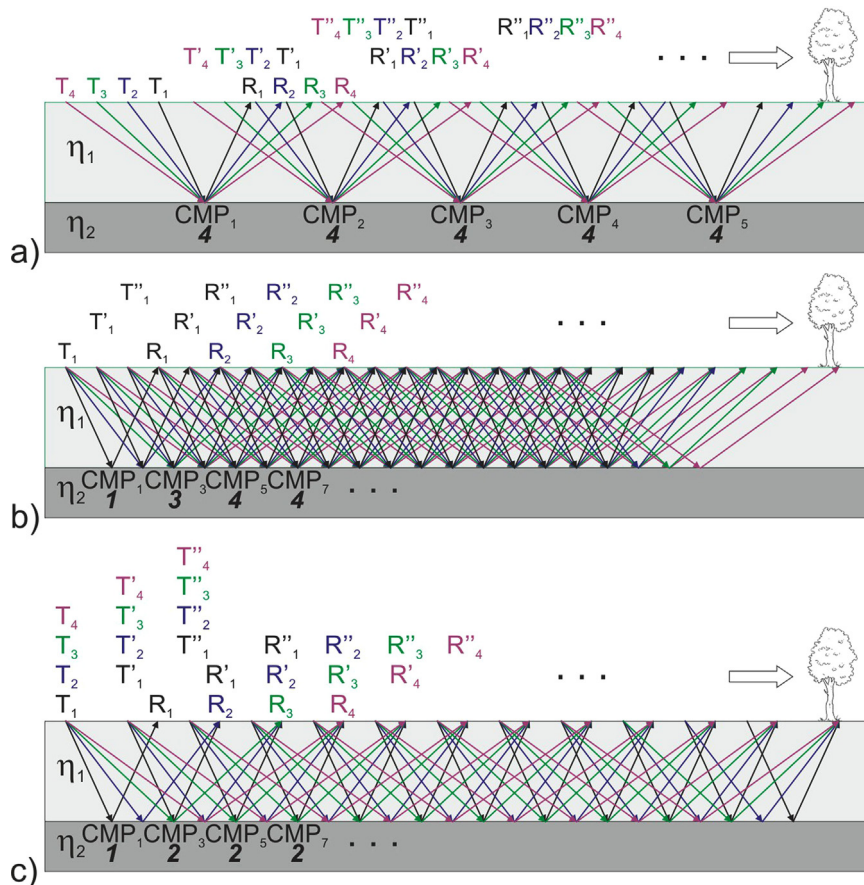 T''₄ T''₃ T''₂ T''₁ R''₁ R''₂ R''₃ R''₄
T'₄ T'₃ T'₂ T'₁ R'₁ R'₂ R'₃ R'₄ . . .
T₄ T₃ T₂ T₁ R₁ R₂ R₃ R₄
η₁
η₂ CMP₁ CMP₂ CMP₃ CMP₄ CMP₅
4 4 4 4 4
a)
T''₁ R''₁ R''₂ R''₃ R''₄
T'₁ R'₁ R'₂ R'₃ R'₄ . . .
T₁ R₁ R₂ R₃ R₄
η₁
η₂ CMP₁ CMP₃ CMP₅ CMP₇ . . .
1 3 4 4
b)
T''₄
T'₄ T''₃
T₄ T'₃ T''₂
T₃ T'₂ T''₁ R''₁ R''₂ R''₃ R''₄
T₂ T'₁ R'₁ R'₂ R'₃ R'₄ . . .
T₁ R₁ R₂ R₃ R₄
η₁
η₂ CMP₁ CMP₃ CMP₅ CMP₇ . . .
1 2 2 2
c)